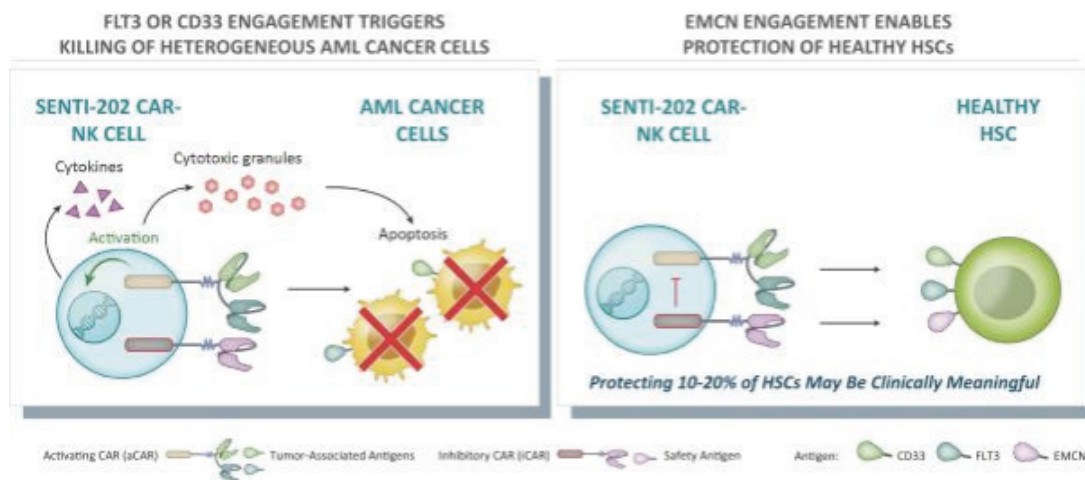 FLT3 OR CD33 ENGAGEMENT TRIGGERS
KILLING OF HETEROGENEOUS AML CANCER CELLS
SENTI-202 CAR-
NK CELL
AML CANCER
CELLS
Cytokines
Cytotoxic granules
Activation
Apoptosis
EMCN ENGAGEMENT ENABLES
PROTECTION OF HEALTHY HSCs
SENTI-202 CAR-
NK CELL
HEALTHY
HSC
Protecting 10-20% of HSCs May Be Clinically Meaningful
Activating CAR (aCAR)
Tumor-Associated Antigens
Inhibitory CAR (iCAR)
Safety Antigen
Antigen:
CD33
FLT3
EMCN